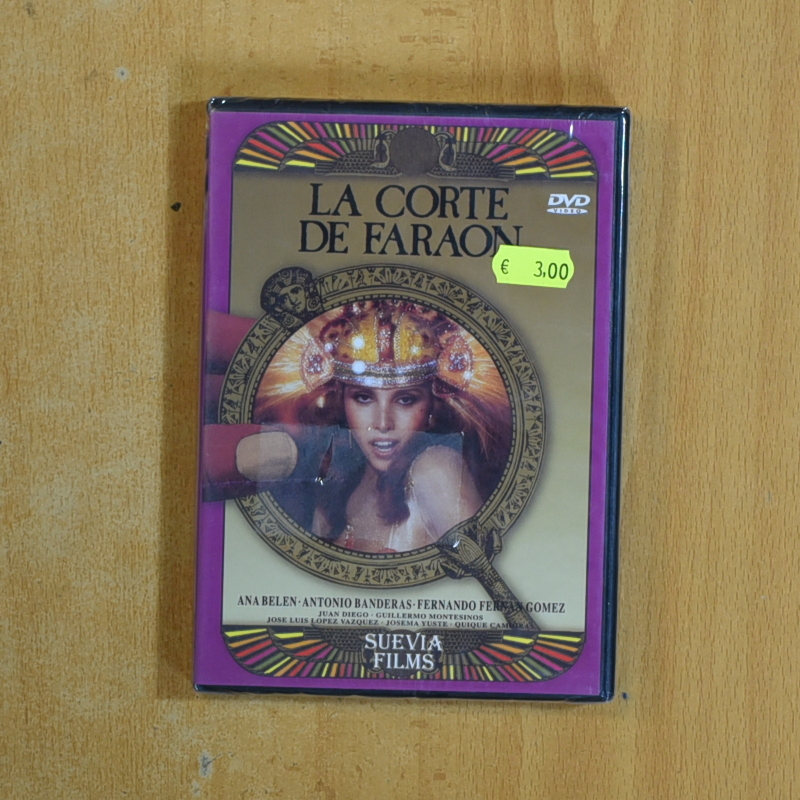 LA CORTE
DE FARAON
DVD
VIDEO
€ 3,00
ANA BELEN · ANTONIO BANDERAS · FERNANDO FERNAN GOMEZ
JUAN DIEGO · GUILLERMO MONTESINOS
JOSE LUIS LOPEZ VAZQUEZ · JOSEMA YUSTE · QUIQUE CAMOIRAS
SUEVIA
FILMS